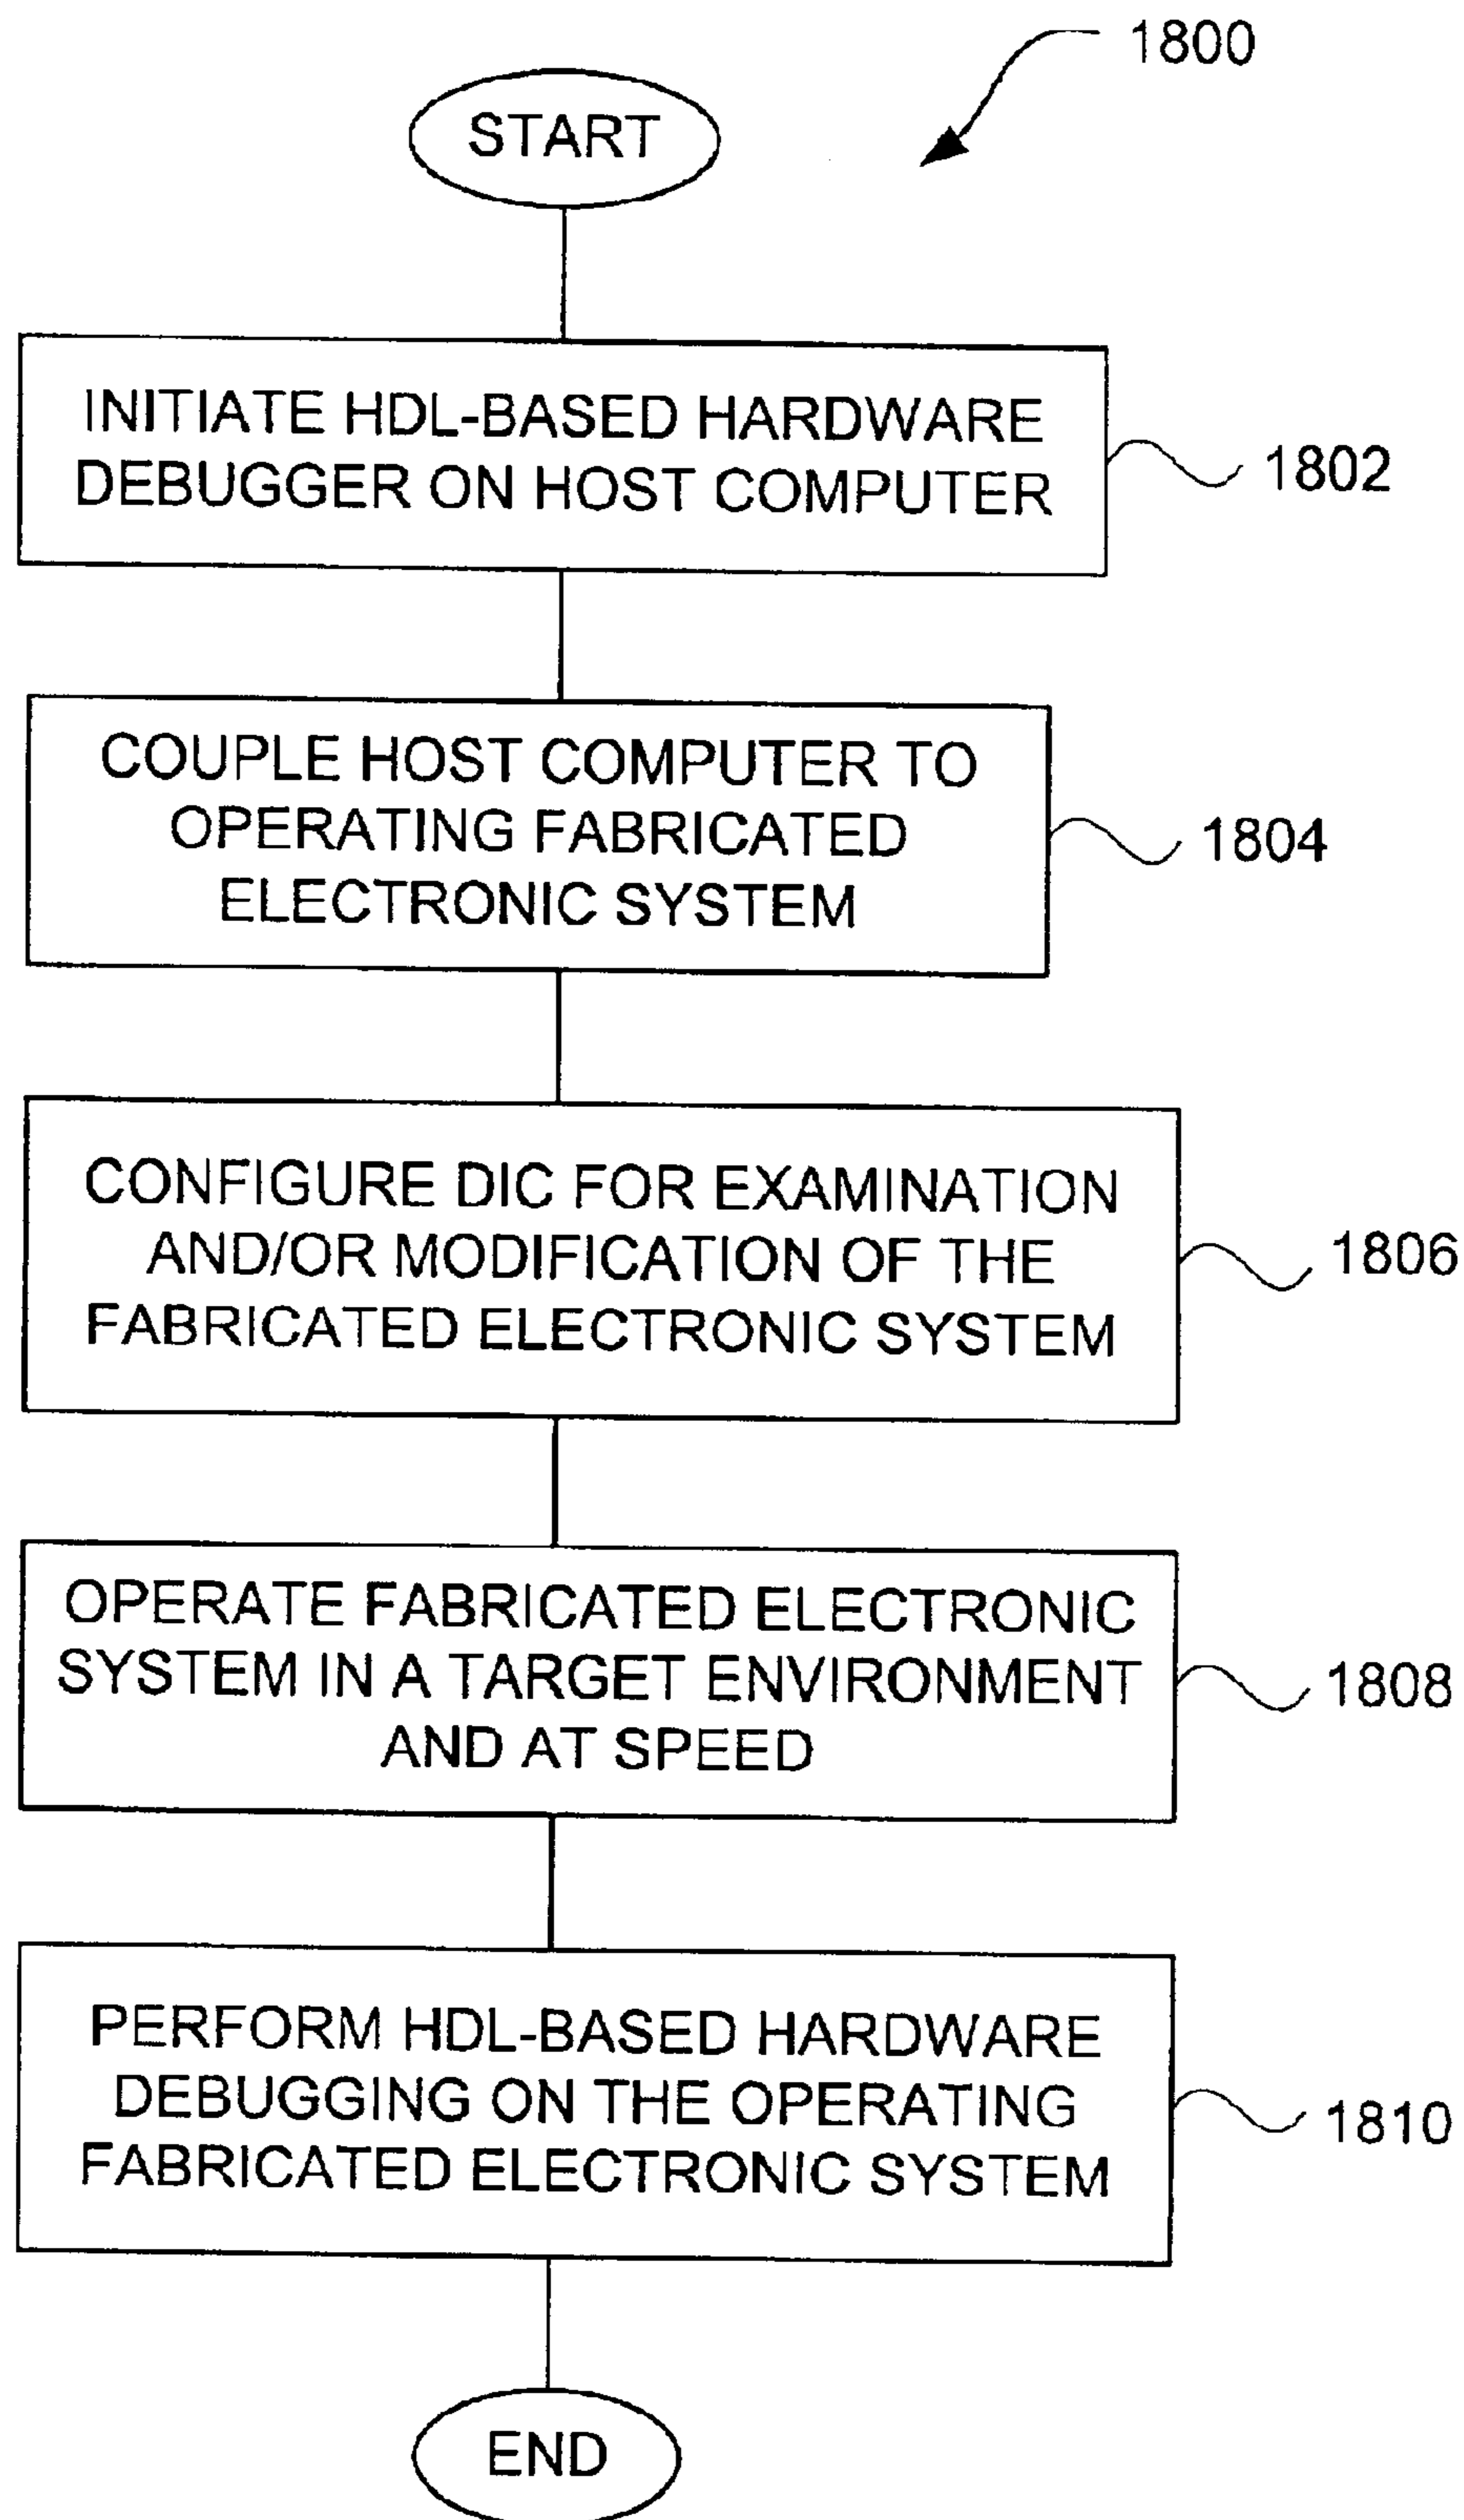 1800
START
INITIATE HDL-BASED HARDWARE
DEBUGGER ON HOST COMPUTER
1802
COUPLE HOST COMPUTER TO
OPERATING FABRICATED
ELECTRONIC SYSTEM
1804
CONFIGURE DIC FOR EXAMINATION
AND/OR MODIFICATION OF THE
FABRICATED ELECTRONIC SYSTEM
1806
OPERATE FABRICATED ELECTRONIC
SYSTEM IN A TARGET ENVIRONMENT
AND AT SPEED
1808
PERFORM HDL-BASED HARDWARE
DEBUGGING ON THE OPERATING
FABRICATED ELECTRONIC SYSTEM
1810
END